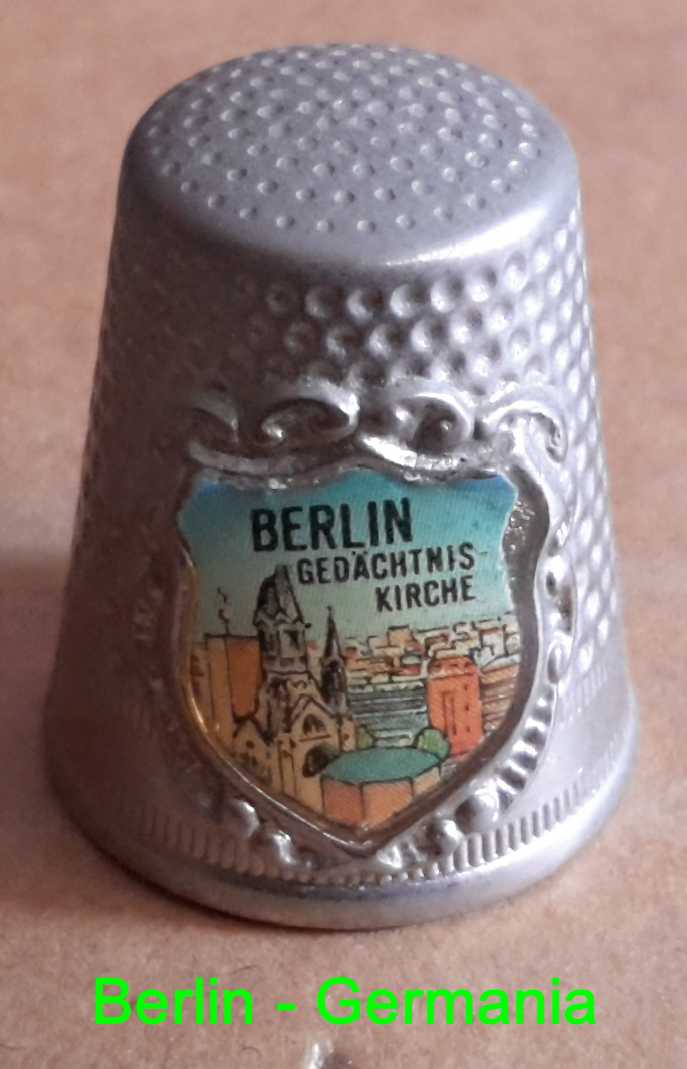 BERLIN
GEDÄCHTNIS-
KIRCHE
Berlin - Germania